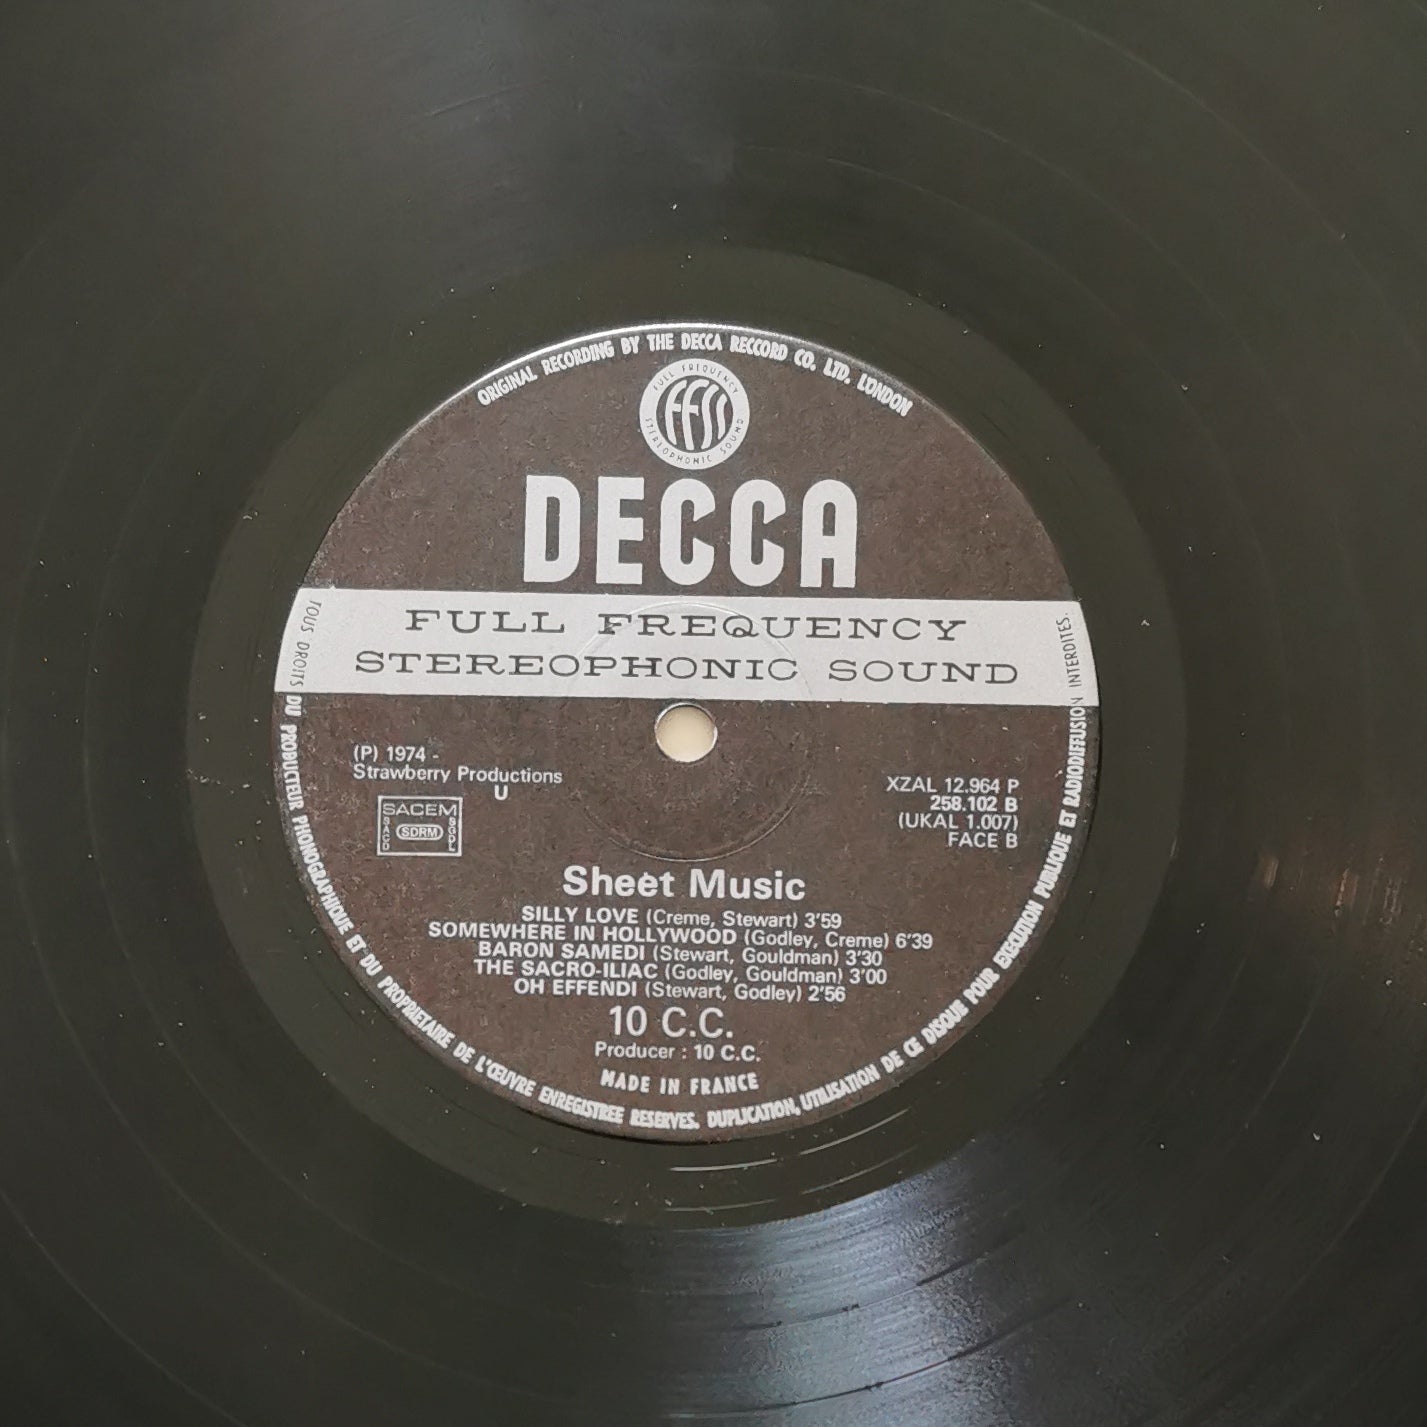 ORIGINAL RECORDING BY THE DECCA RECCORD CO. LTD. LONDON
FULL FREQUENCY
FFSS
STEREOPHONIC SOUND
DECCA
FULL FREQUENCY
STEREOPHONIC SOUND
(P) 1974 -
Strawberry Productions
U
SACEM
SACD
SDRM
SGDL
XZAL 12.964 P
258.102 B
(UKAL 1.007)
FACE B
Sheet Music
SILLY LOVE (Creme, Stewart) 3'59
SOMEWHERE IN HOLLYWOOD (Godley, Creme) 6'39
BARON SAMEDI (Stewart, Gouldman) 3'30
THE SACRO-ILIAC (Godley, Gouldman) 3'00
OH EFFENDI (Stewart, Godley) 2'56
10 C.C.
Producer : 10 C.C.
MADE IN FRANCE
TOUS DROITS DU PRODUCTEUR PHONOGRAPHIQUE ET DU PROPRIETAIRE DE L'ŒUVRE ENREGISTREE RESERVES. DUPLICATION, UTILISATION DE CE DISQUE POUR EXECUTION PUBLIQUE ET RADIODIFFUSION INTERDITES.